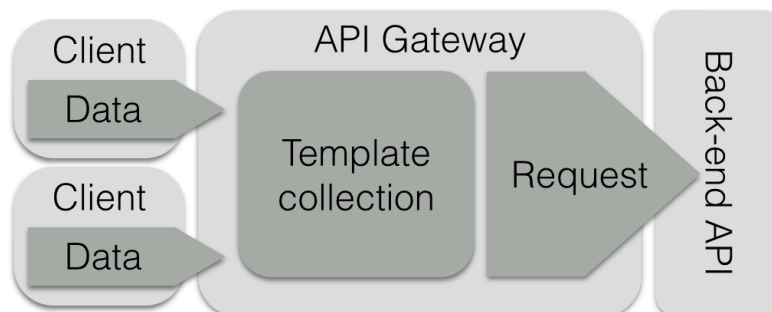 Client
Data
Client
Data
API Gateway
Template
collection
Request
Back-end API